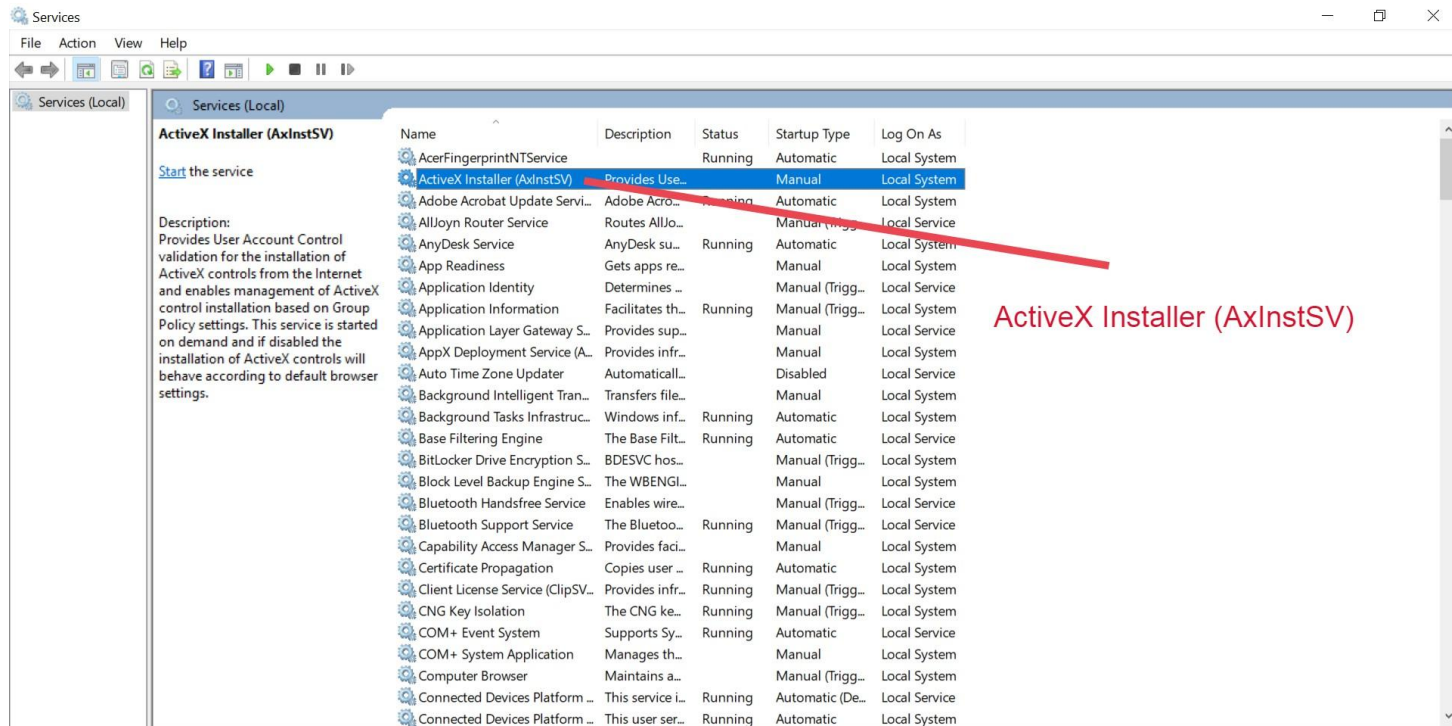 Services
File Action View Help
Services (Local)
Services (Local)
ActiveX Installer (AxInstSV)
Start the service
Description:
Provides User Account Control
validation for the installation of
ActiveX controls from the Internet
and enables management of ActiveX
control installation based on Group
Policy settings. This service is started
on demand and if disabled the
installation of ActiveX controls will
behave according to default browser
settings.
Name Description Status Startup Type Log On As
AcerFingerprintNTService Running Automatic Local System
ActiveX Installer (AxInstSV) Provides Use... Manual Local System
Adobe Acrobat Update Servi... Adobe Acro... Running Automatic Local System
AllJoyn Router Service Routes AllJo... Manual (Trigg... Local Service
AnyDesk Service AnyDesk su... Running Automatic Local System
App Readiness Gets apps re... Manual Local System
Application Identity Determines ... Manual (Trigg... Local Service
Application Information Facilitates th... Running Manual (Trigg... Local System
Application Layer Gateway S... Provides sup... Manual Local Service
AppX Deployment Service (A... Provides infr... Manual Local System
Auto Time Zone Updater Automaticall... Disabled Local Service
Background Intelligent Tran... Transfers file... Manual Local System
Background Tasks Infrastruc... Windows inf... Running Automatic Local System
Base Filtering Engine The Base Filt... Running Automatic Local Service
BitLocker Drive Encryption S... BDESVC hos... Manual (Trigg... Local System
Block Level Backup Engine S... The WBENGI... Manual Local System
Bluetooth Handsfree Service Enables wire... Manual (Trigg... Local Service
Bluetooth Support Service The Bluetoo... Running Manual (Trigg... Local Service
Capability Access Manager S... Provides faci... Manual Local System
Certificate Propagation Copies user ... Running Automatic Local System
Client License Service (ClipSV... Provides infr... Running Manual (Trigg... Local System
CNG Key Isolation The CNG ke... Running Manual (Trigg... Local System
COM+ Event System Supports Sy... Running Automatic Local Service
COM+ System Application Manages th... Manual Local System
Computer Browser Maintains a... Manual (Trigg... Local System
Connected Devices Platform ... This service i... Running Automatic (De... Local Service
Connected Devices Platform ... This user ser... Running Automatic Local System
ActiveX Installer (AxInstSV)